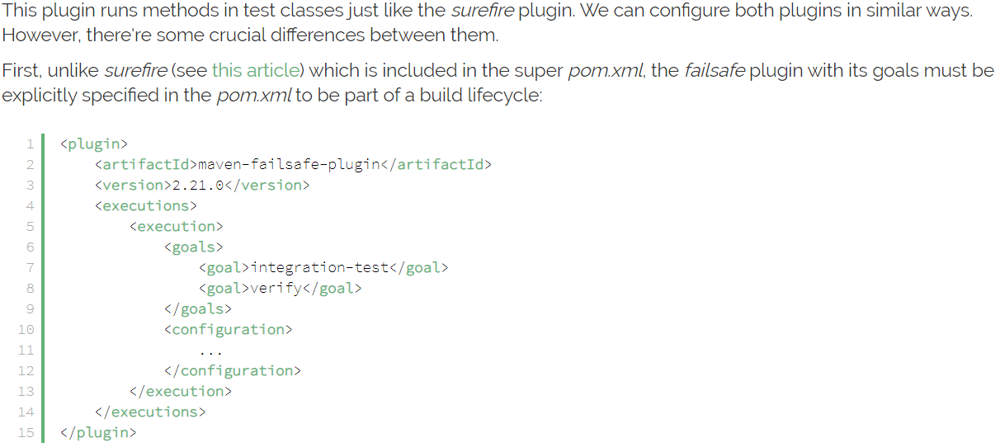 This plugin runs methods in test classes just like the surefire plugin. We can configure both plugins in similar ways.
However, there're some crucial differences between them.
First, unlike surefire (see this article) which is included in the super pom.xml, the failsafe plugin with its goals must be
explicitly specified in the pom.xml to be part of a build lifecycle:
1 <plugin>
2     <artifactId>maven-failsafe-plugin</artifactId>
3     <version>2.21.0</version>
4     <executions>
5         <execution>
6             <goals>
7                 <goal>integration-test</goal>
8                 <goal>verify</goal>
9             </goals>
10             <configuration>
11                 ...
12             </configuration>
13         </execution>
14     </executions>
15 </plugin>